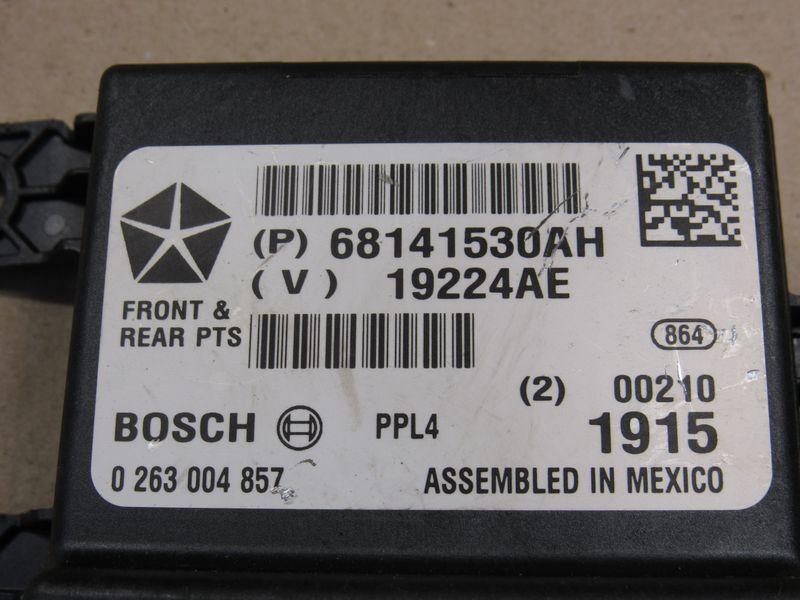 (P) 68141530AH
(V) 19224AE
FRONT &
REAR PTS
864
(2) 00210
BOSCH PPL4 1915
0 263 004 857 ASSEMBLED IN MEXICO